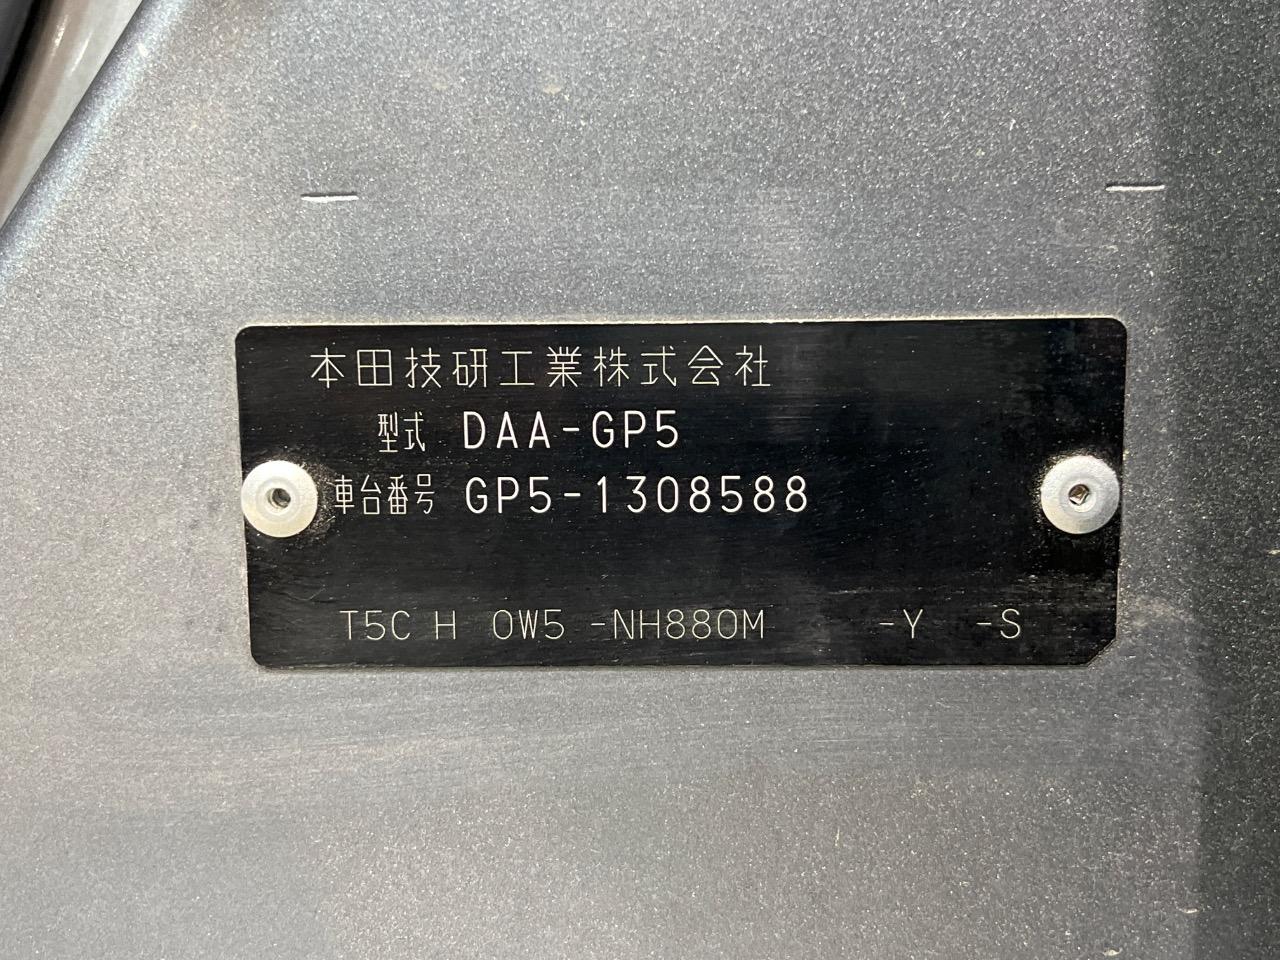 本田技研工業株式会社
型式 DAA-GP5
車台番号 GP5-1308588
T5C H 0W5 -NH880M -Y -S